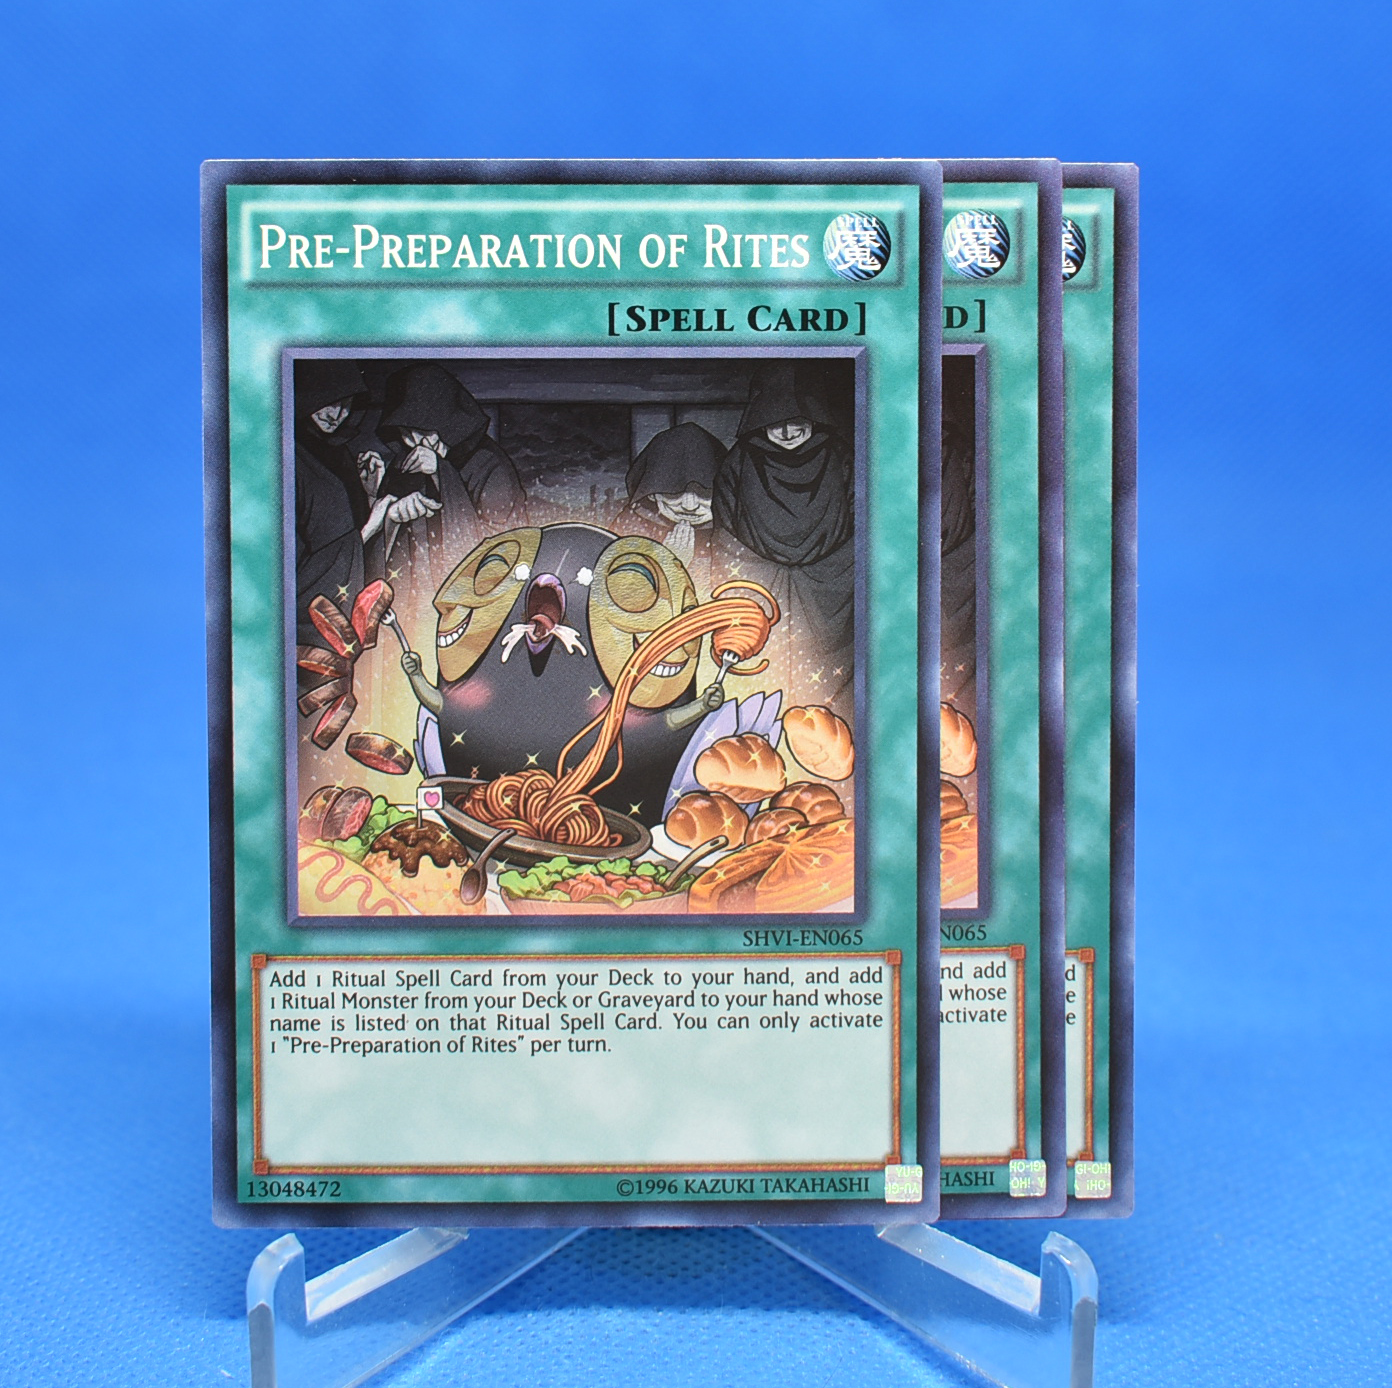 PRE-PREPARATION OF RITES
SPELL
魔
[SPELL CARD]
SHVI-EN065
Add 1 Ritual Spell Card from your Deck to your hand, and add
1 Ritual Monster from your Deck or Graveyard to your hand whose
name is listed on that Ritual Spell Card. You can only activate
1 "Pre-Preparation of Rites" per turn.
13048472
©1996 KAZUKI TAKAHASHI
SPELL
魔
D]
N065
nd add
whose
activate
HASHI
d
e
e